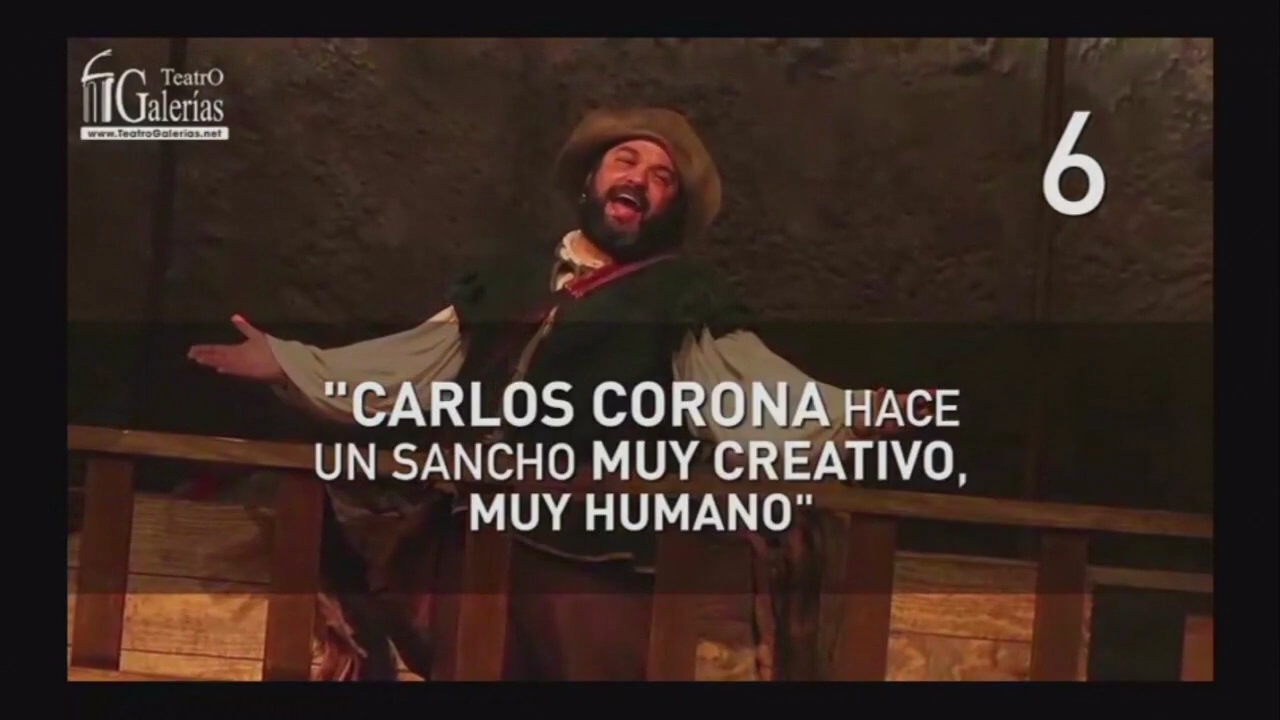 TeatrO
Galerías
www.TeatroGalerias.net
6
"CARLOS CORONA HACE
UN SANCHO MUY CREATIVO,
MUY HUMANO"